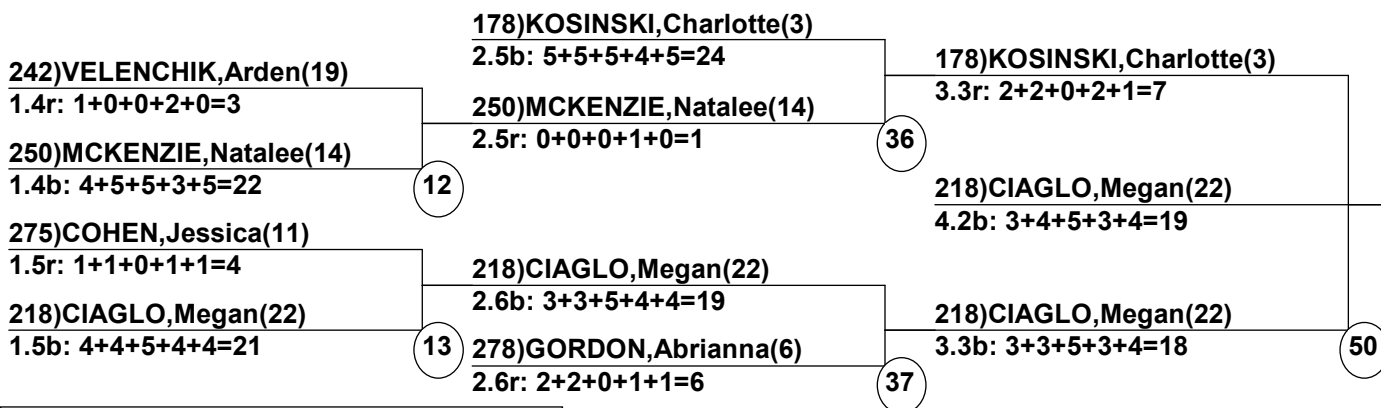 242)VELENCHIK,Arden(19)
1.4r: 1+0+0+2+0=3
250)MCKENZIE,Natalee(14)
1.4b: 4+5+5+3+5=22
12
275)COHEN,Jessica(11)
1.5r: 1+1+0+1+1=4
218)CIAGLO,Megan(22)
1.5b: 4+4+5+4+4=21
13
178)KOSINSKI,Charlotte(3)
2.5b: 5+5+5+4+5=24
250)MCKENZIE,Natalee(14)
2.5r: 0+0+0+1+0=1
36
218)CIAGLO,Megan(22)
2.6b: 3+3+5+4+4=19
278)GORDON,Abrianna(6)
2.6r: 2+2+0+1+1=6
37
178)KOSINSKI,Charlotte(3)
3.3r: 2+2+0+2+1=7
218)CIAGLO,Megan(22)
4.2b: 3+4+5+3+4=19
218)CIAGLO,Megan(22)
3.3b: 3+3+5+3+4=18
50